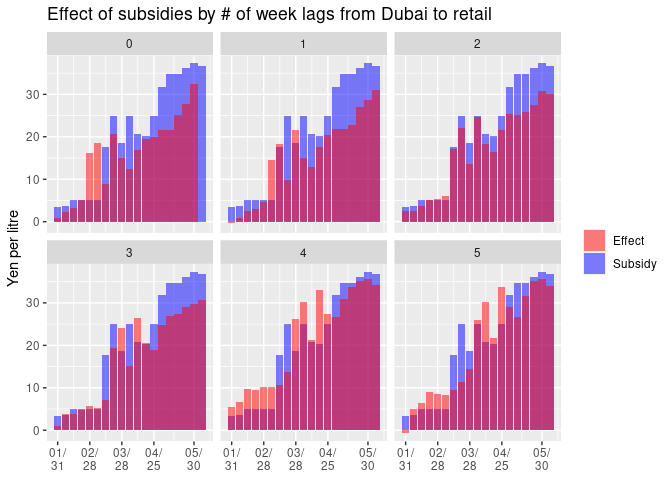 Effect of subsidies by # of week lags from Dubai to retail
0 1 2
30
20
10
0
3 4 5
30
20
10
0
Yen per litre
Effect
Subsidy
01/ 02/ 03/ 04/ 05/ 01/ 02/ 03/ 04/ 05/ 01/ 02/ 03/ 04/ 05/
31 28 28 25 30 31 28 28 25 30 31 28 28 25 30